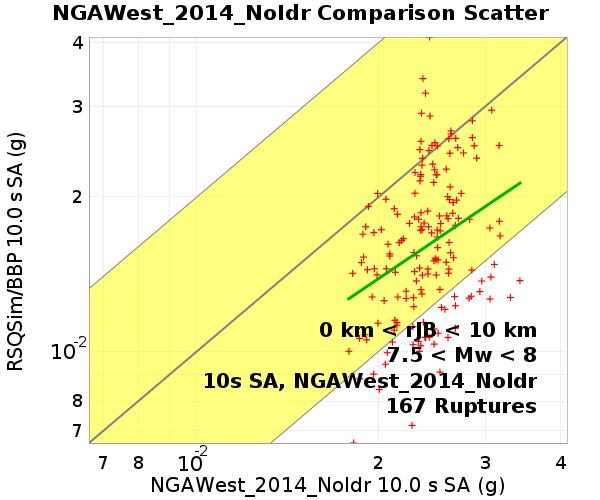 NGAWest_2014_NoIdr Comparison Scatter
4
3
2
10⁻²
8
7
RSQSim/BBP 10.0 s SA (g)
0 km < rJB < 10 km
7.5 < Mw < 8
10s SA, NGAWest_2014_NoIdr
167 Ruptures
7 8 10⁻² 2 3 4
NGAWest_2014_NoIdr 10.0 s SA (g)